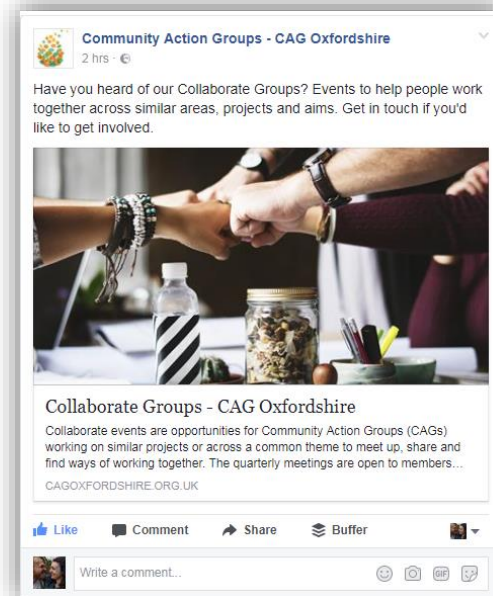 Community Action Groups - CAG Oxfordshire
2 hrs ·
Have you heard of our Collaborate Groups? Events to help people work
together across similar areas, projects and aims. Get in touch if you'd
like to get involved.
Collaborate Groups - CAG Oxfordshire
Collaborate events are opportunities for Community Action Groups (CAGs)
working on similar projects or across a common theme to meet up, share and
find ways of working together. The quarterly meetings are open to members...
CAGOXFORDSHIRE.ORG.UK
Like Comment Share Buffer
Write a comment... GIF